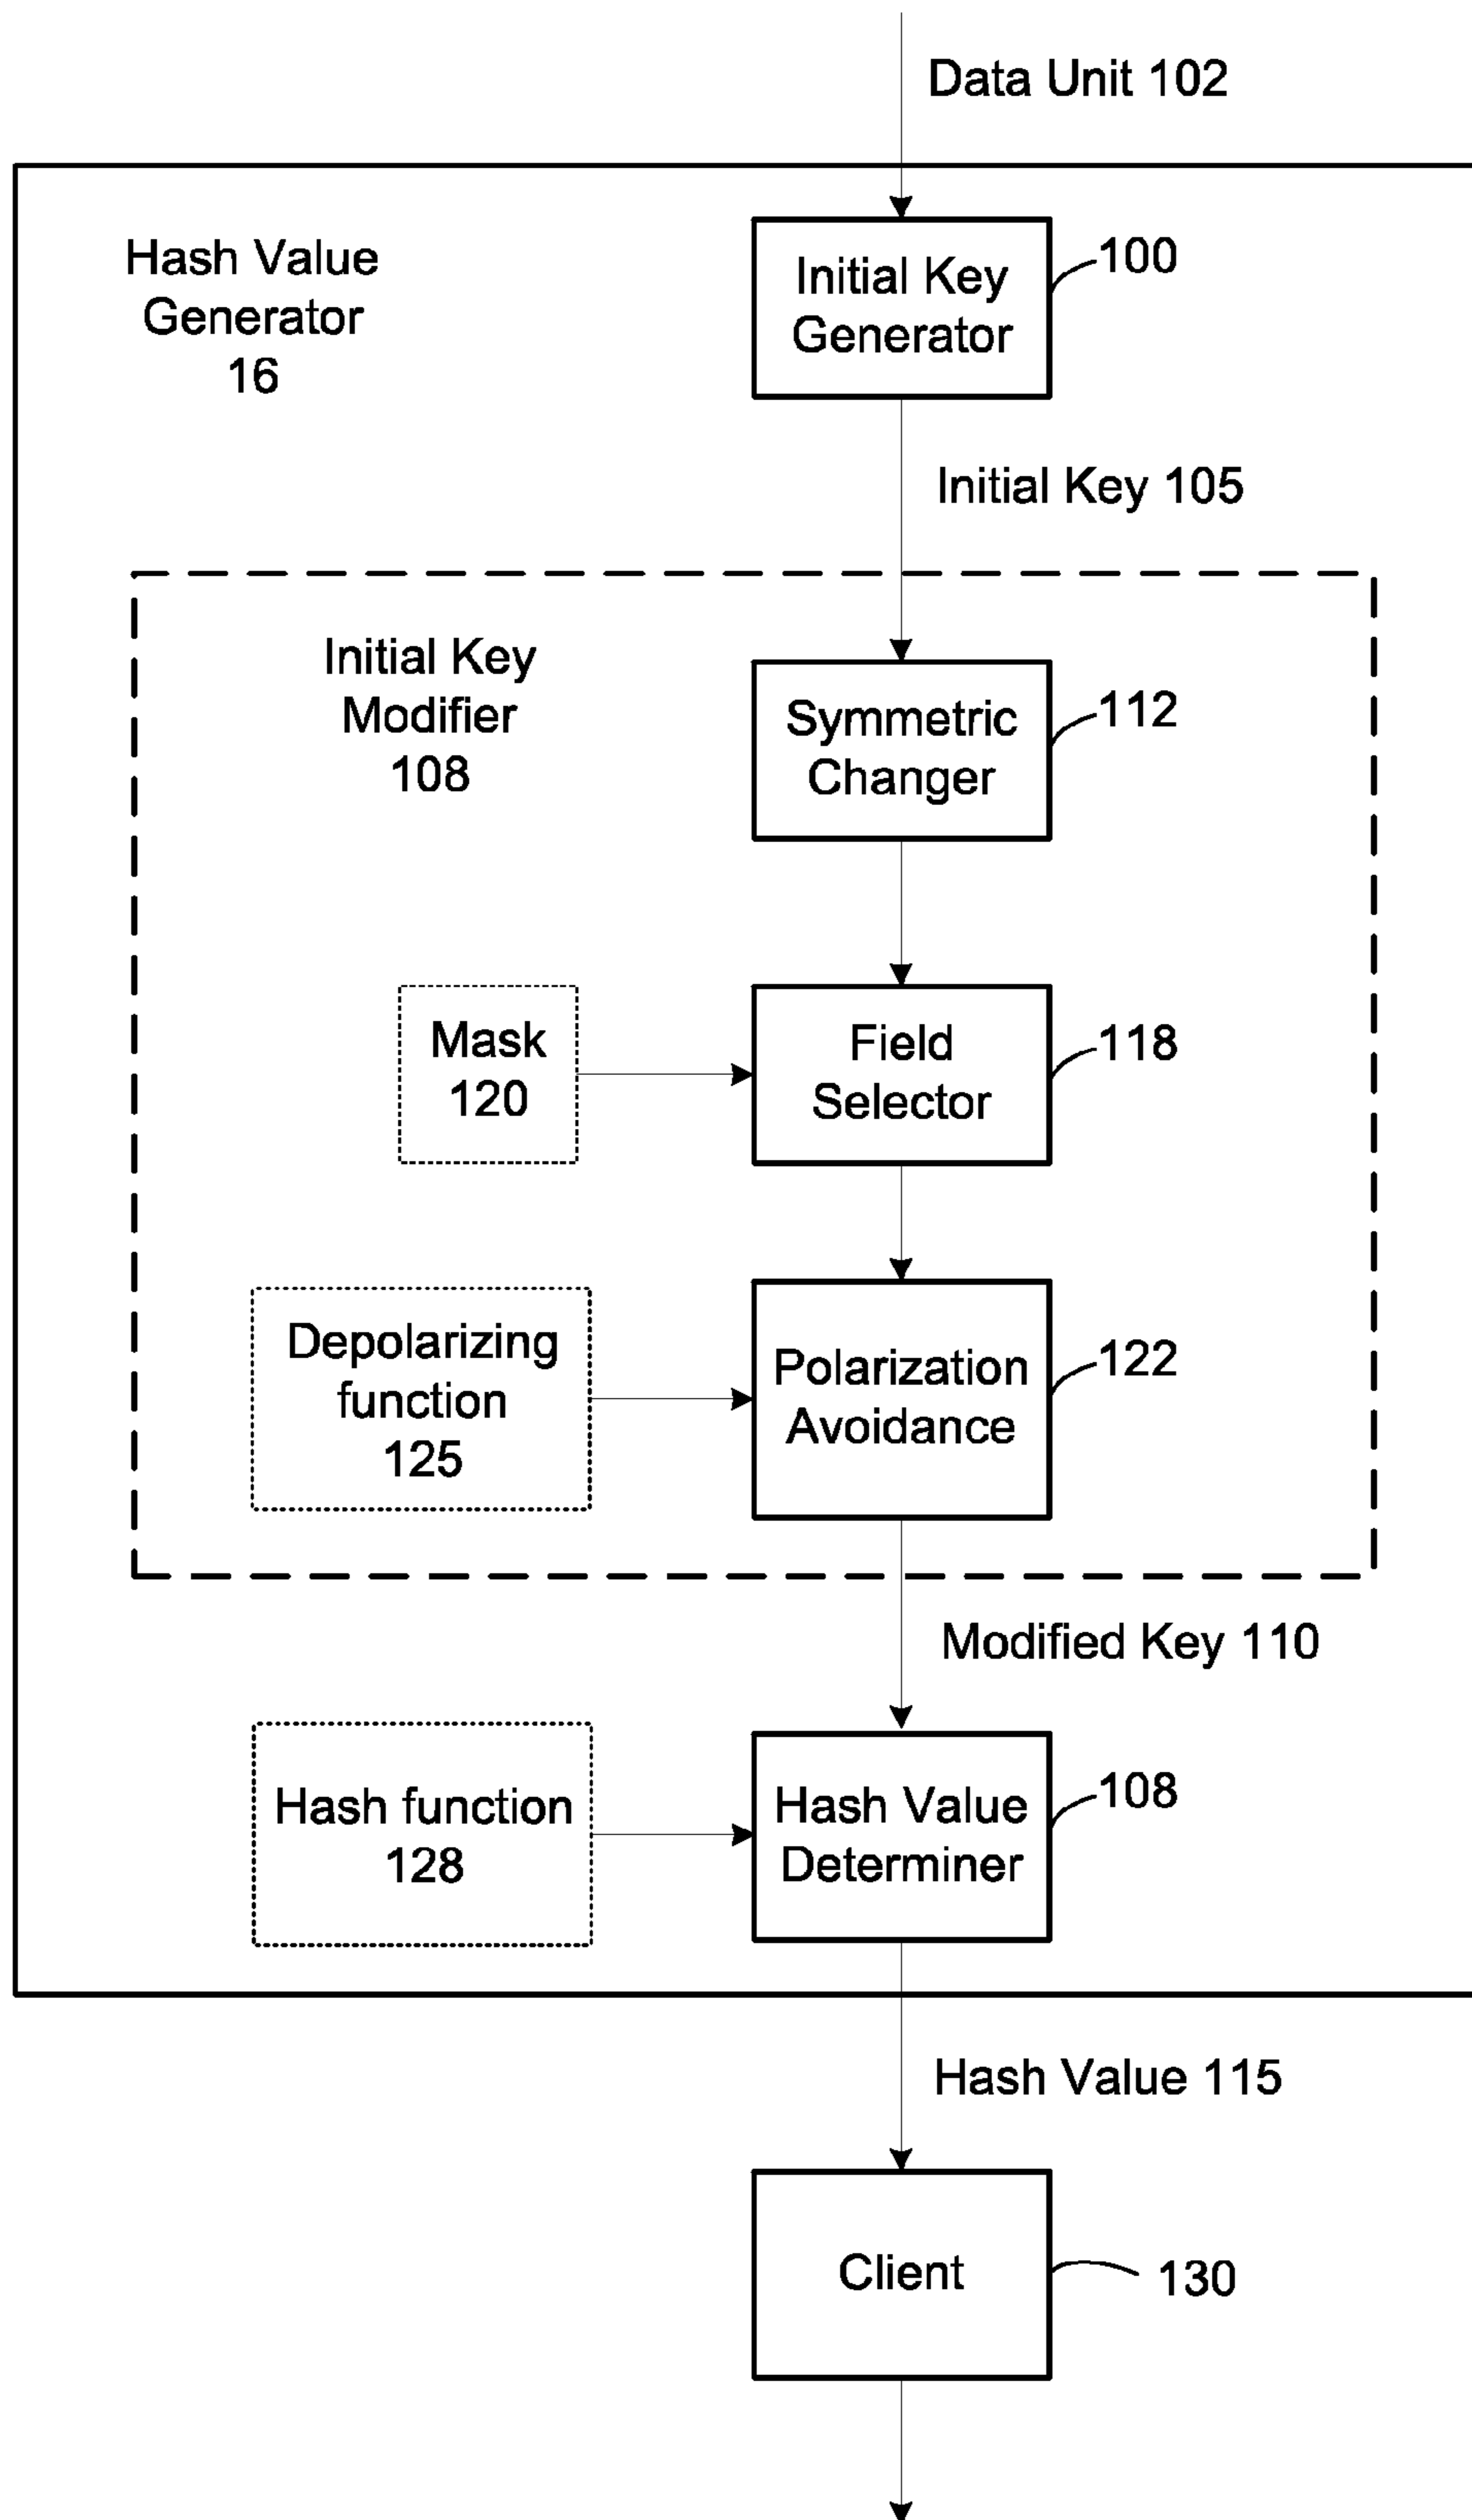 Data Unit 102
Hash Value
Generator
16
Initial Key
Generator
100
Initial Key 105
Initial Key
Modifier
108
Symmetric
Changer
112
Mask
120
Field
Selector
118
Depolarizing
function
125
Polarization
Avoidance
122
Modified Key 110
Hash function
128
Hash Value
Determiner
108
Hash Value 115
Client
130